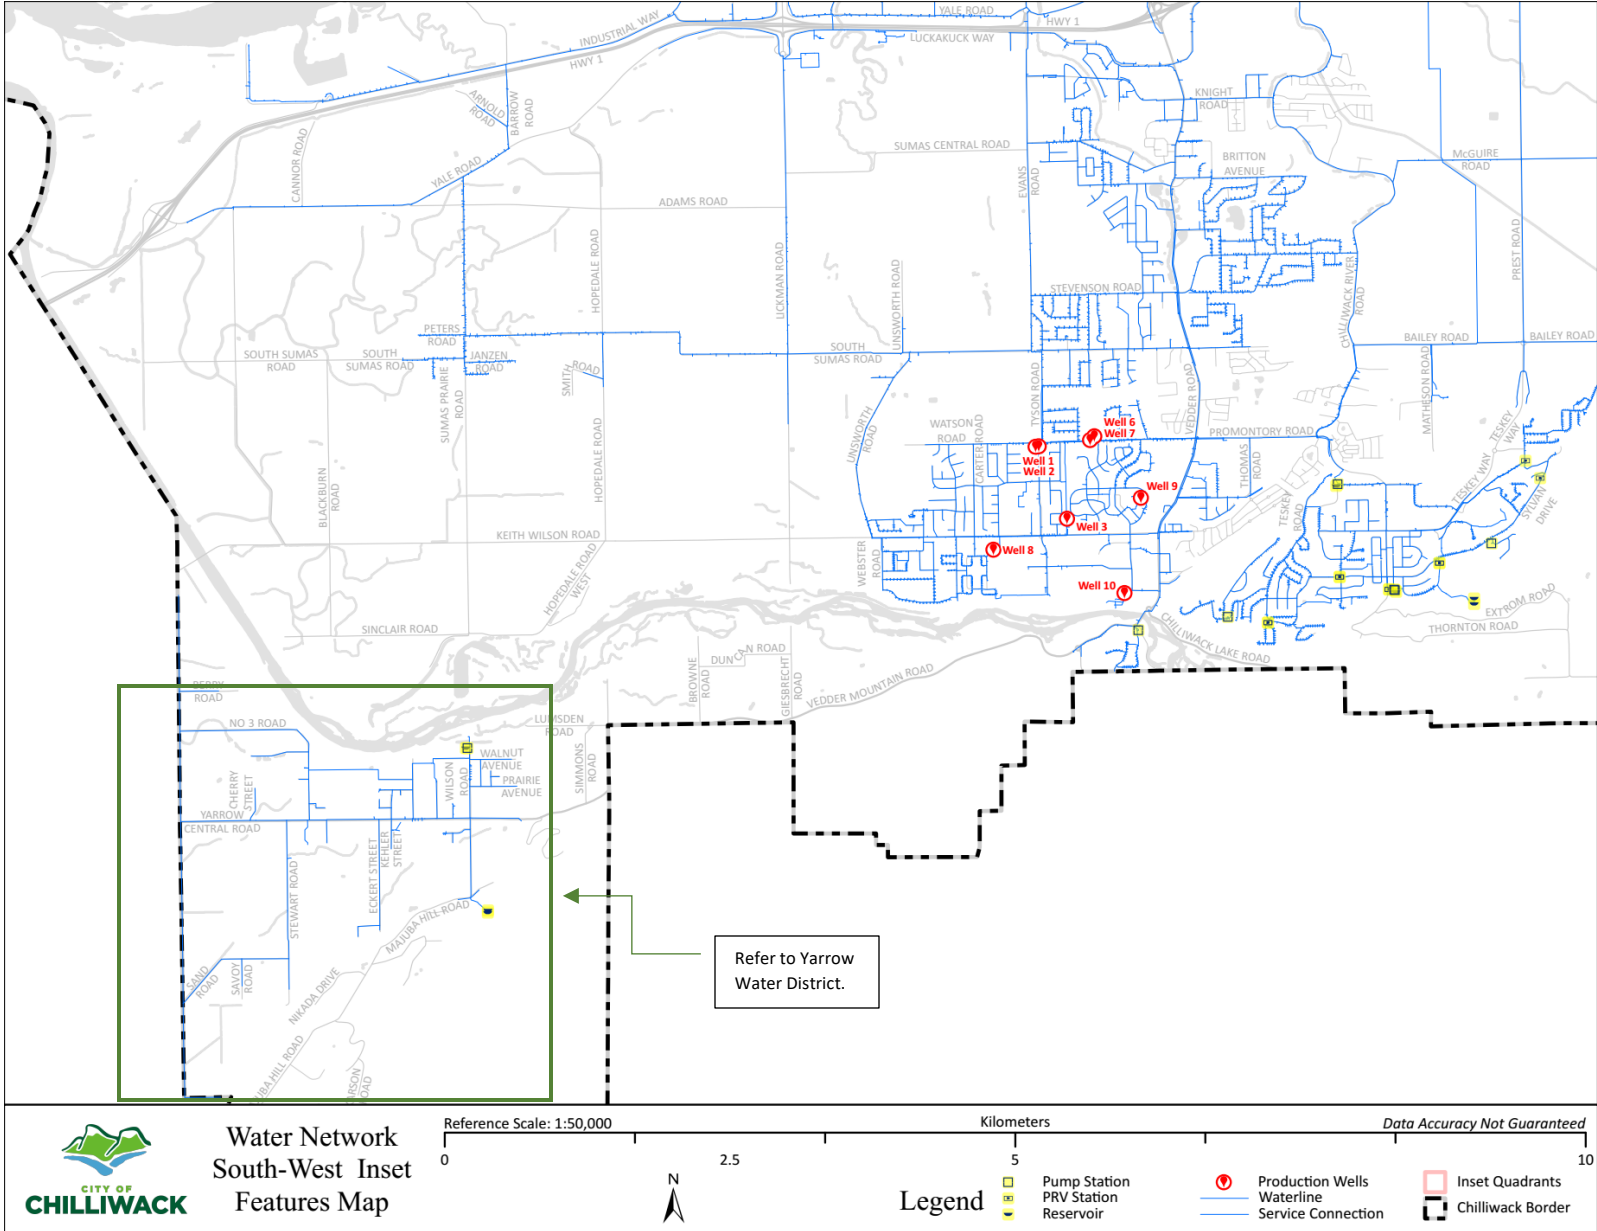 YALE ROAD
HWY 1
INDUSTRIAL WAY
LUCKAKUCK WAY
HWY 1
ARNOLD
ROAD
BARROW
ROAD
KNIGHT
ROAD
CANNOR ROAD
SUMAS CENTRAL ROAD
BRITTON
AVENUE
McGUIRE
ROAD
YALE ROAD
EVANS
ROAD
ADAMS ROAD
HOPEDALE ROAD
LICKMAN ROAD
UNSWORTH ROAD
STEVENSON ROAD
CHILLIWACK RIVER
ROAD
PREST ROAD
PETERS
ROAD
SOUTH SUMAS
ROAD
SOUTH
SUMAS ROAD
JANZEN
ROAD
SOUTH
SUMAS ROAD
BAILEY ROAD
BAILEY ROAD
SMITH ROAD
SUMAS PRAIRIE
ROAD
TYSON ROAD
VEDDER ROAD
MATHESON ROAD
UNSWORTH
ROAD
WATSON
ROAD
CARTER ROAD
Well 6
Well 7
PROMONTORY ROAD
TESKEY
WAY
Well 1
Well 2
THOMAS
ROAD
HOPEDALE ROAD
BLACKBURN
ROAD
Well 9
TESKEY
ROAD
TESKEY WAY
SYLVAN
DRIVE
Well 3
KEITH WILSON ROAD
Well 8
WEBSTER
ROAD
HOPEDALE ROAD
WEST
Well 10
EXTROM ROAD
THORNTON ROAD
SINCLAIR ROAD
CHILLIWACK LAKE ROAD
DUNCAN ROAD
BROWNE
ROAD
GIESBRECHT
ROAD
VEDDER MOUNTAIN ROAD
BERRY
ROAD
NO 3 ROAD
LUMSDEN
ROAD
WALNUT
AVENUE
PRAIRIE
AVENUE
SIMMONS
ROAD
CHERRY
STREET
WILSON
ROAD
YARROW
CENTRAL ROAD
STEWART ROAD
ECKERT STREET
KEHLER
STREET
MAJUBA HILL ROAD
SAND
ROAD
SAVOY
ROAD
NIKADA DRIVE
UBA HILL ROAD
ARSON
ROAD
Refer to Yarrow
Water District.
CITY OF
CHILLIWACK
Water Network
South-West Inset
Features Map
Reference Scale: 1:50,000
Kilometers
Data Accuracy Not Guaranteed
0 2.5 5 10
N
Legend
Pump Station
PRV Station
Reservoir
Production Wells
Waterline
Service Connection
Inset Quadrants
Chilliwack Border